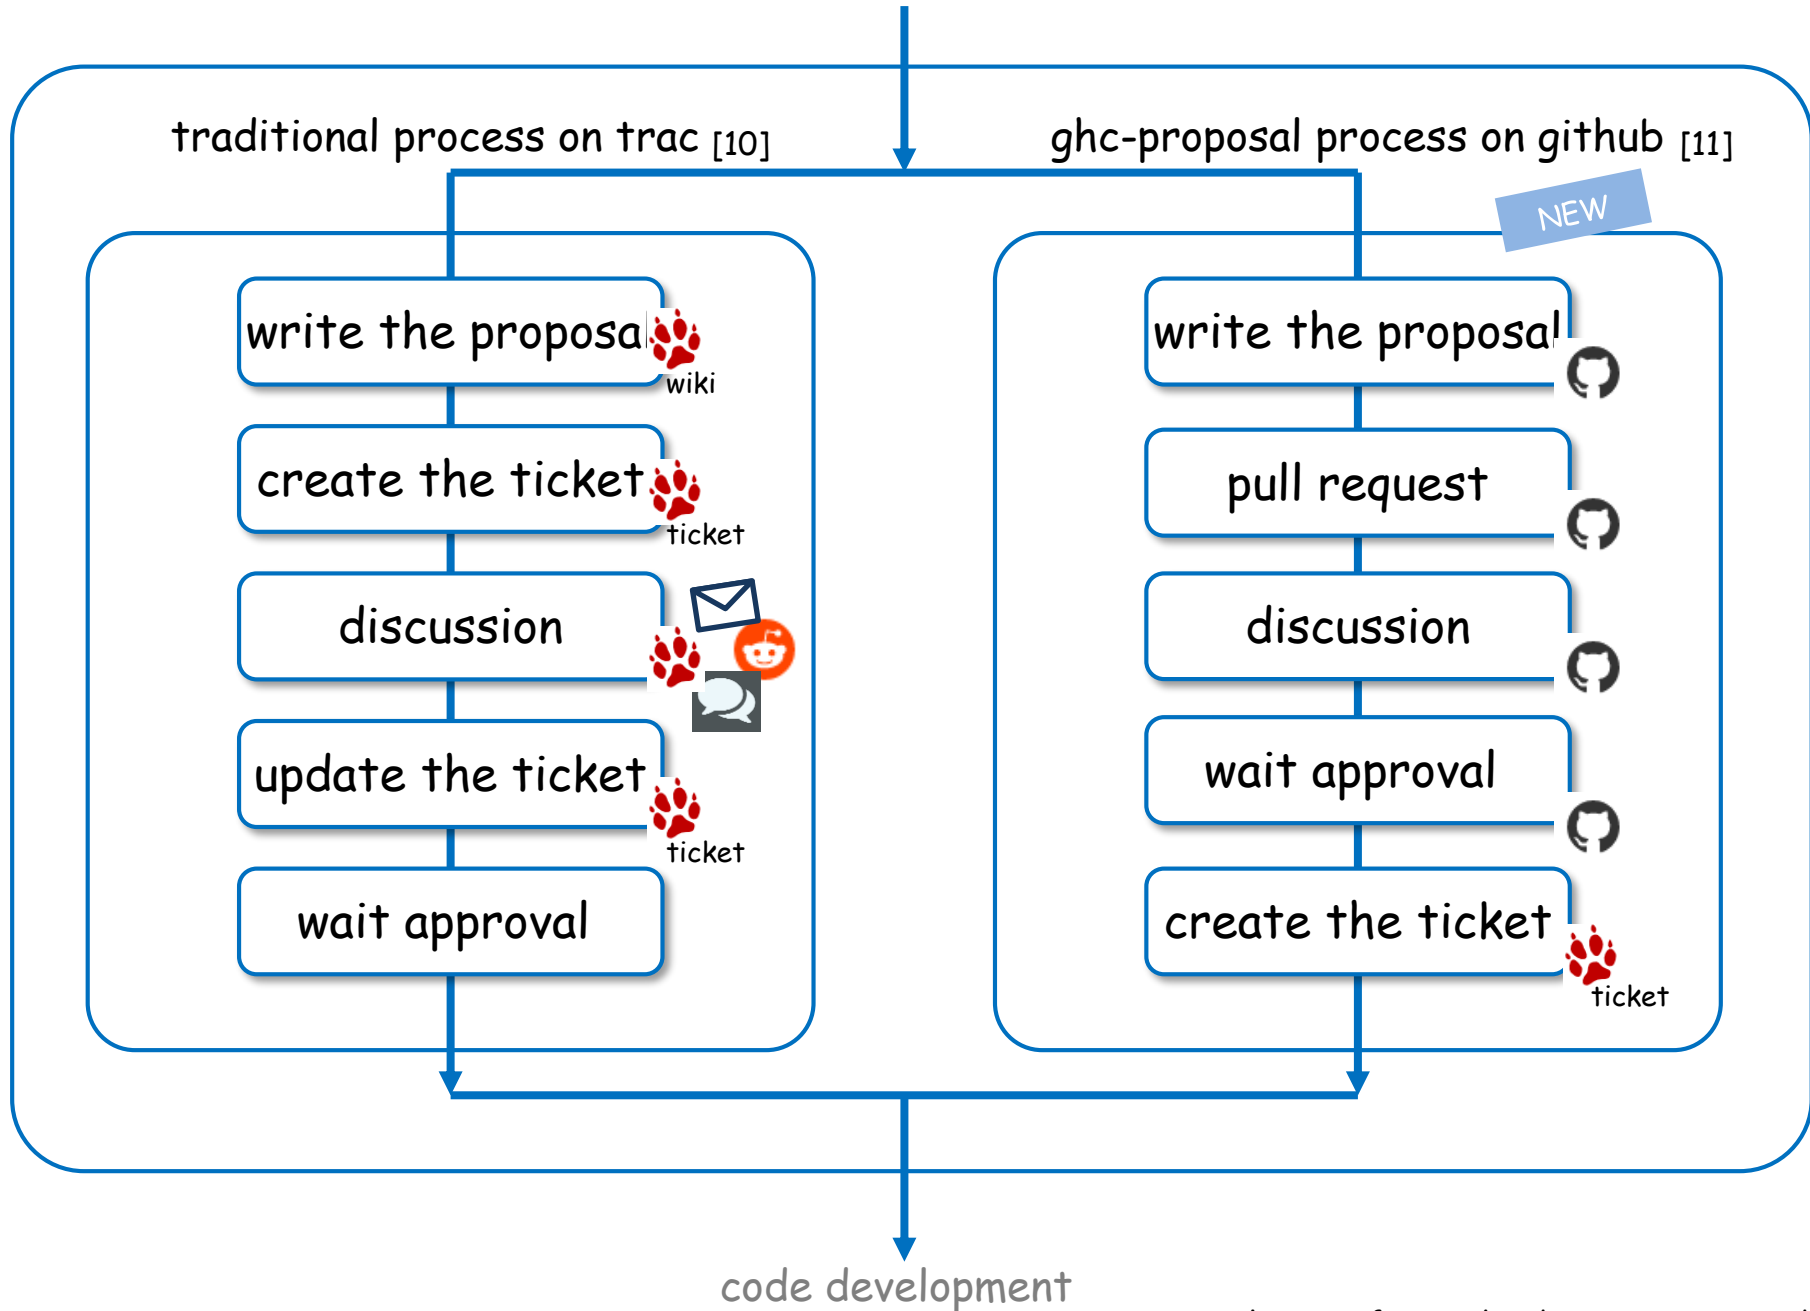 traditional process on trac [10]
ghc-proposal process on github [11]
NEW
write the proposal
wiki
create the ticket
ticket
discussion
update the ticket
ticket
wait approval
write the proposal
pull request
discussion
wait approval
create the ticket
ticket
code development